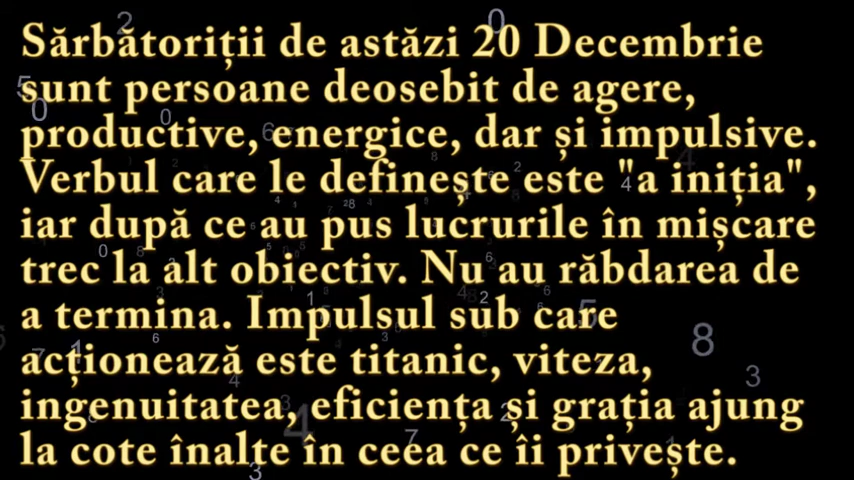 Sărbătoriții de astăzi 20 Decembrie
sunt persoane deosebit de agere,
productive, energice, dar și impulsive.
Verbul care le definește este "a iniția",
iar după ce au pus lucrurile în mișcare
trec la alt obiectiv. Nu au răbdarea de
a termina. Impulsul sub care
acționează este titanic, viteza,
ingenuitatea, eficiența și grația ajung
la cote înalte în ceea ce îi privește.